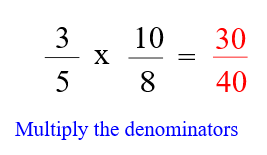 3/5 x 10/8 = 30/40
Multiply the denominators